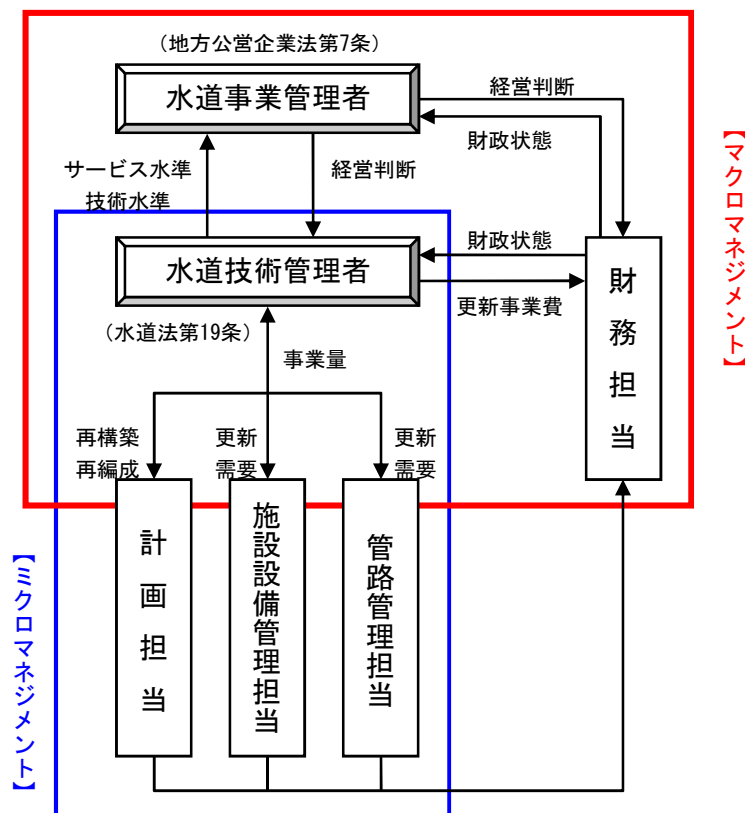 (地方公営企業法第7条)
水道事業管理者
経営判断
財政状態
サービス水準
技術水準
経営判断
水道技術管理者
財政状態
更新事業費
(水道法第19条)
事業量
財務担当
【マクロマネジメント】
再構築
再編成
更新
需要
更新
需要
計画担当
施設設備管理担当
管路管理担当
【ミクロマネジメント】